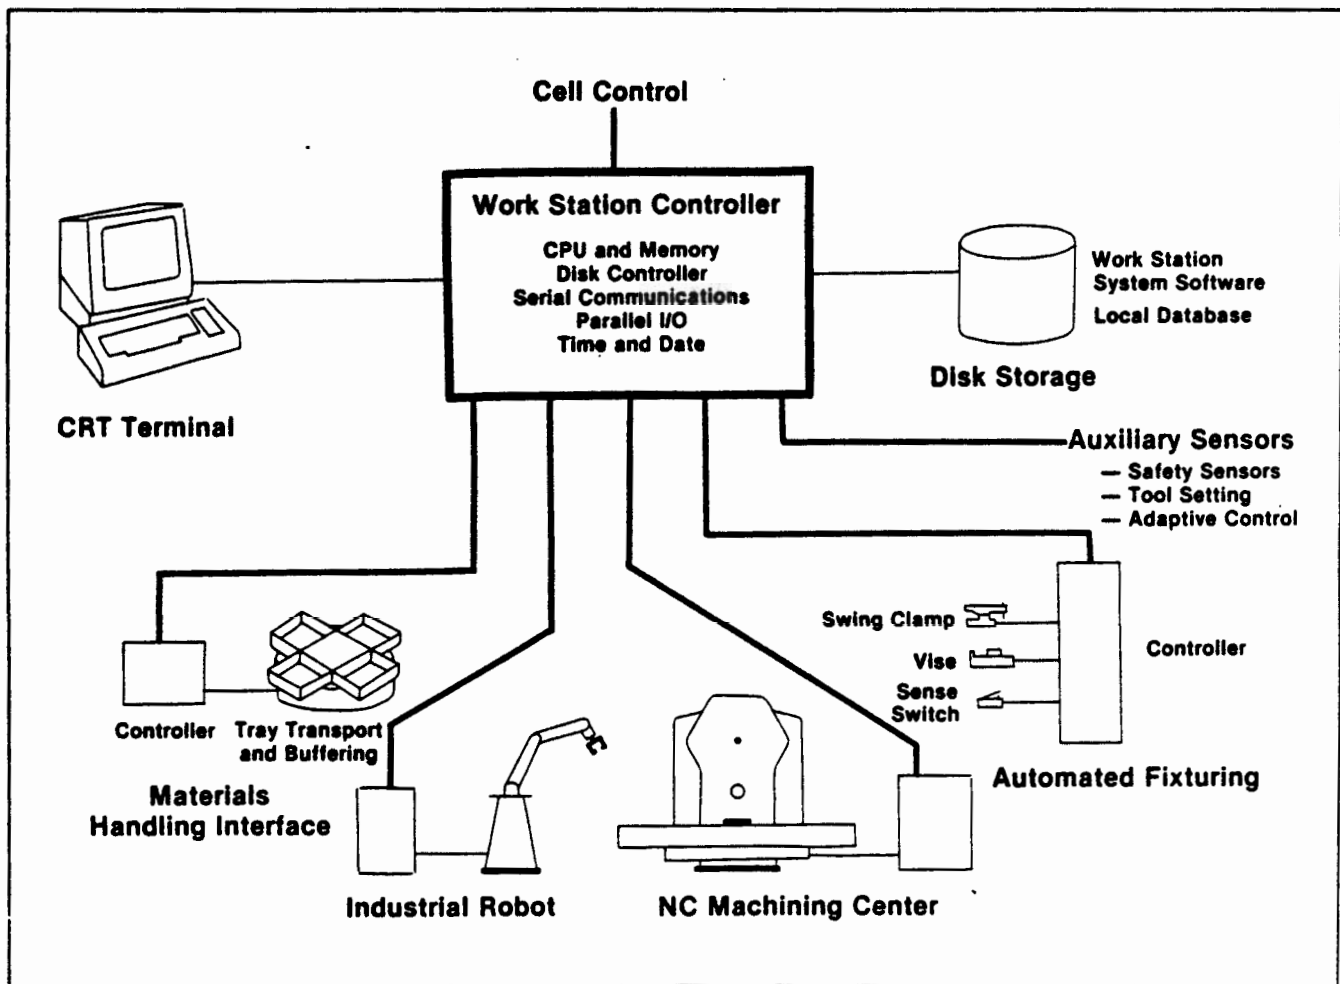 Cell Control
Work Station Controller
CPU and Memory
Disk Controller
Serial Communications
Parallel I/O
Time and Date
Work Station
System Software
Local Database
Disk Storage
CRT Terminal
Auxiliary Sensors
— Safety Sensors
— Tool Setting
— Adaptive Control
Swing Clamp
Vise
Sense
Switch
Controller
Automated Fixturing
Controller
Tray Transport
and Buffering
Materials
Handling Interface
Industrial Robot
NC Machining Center